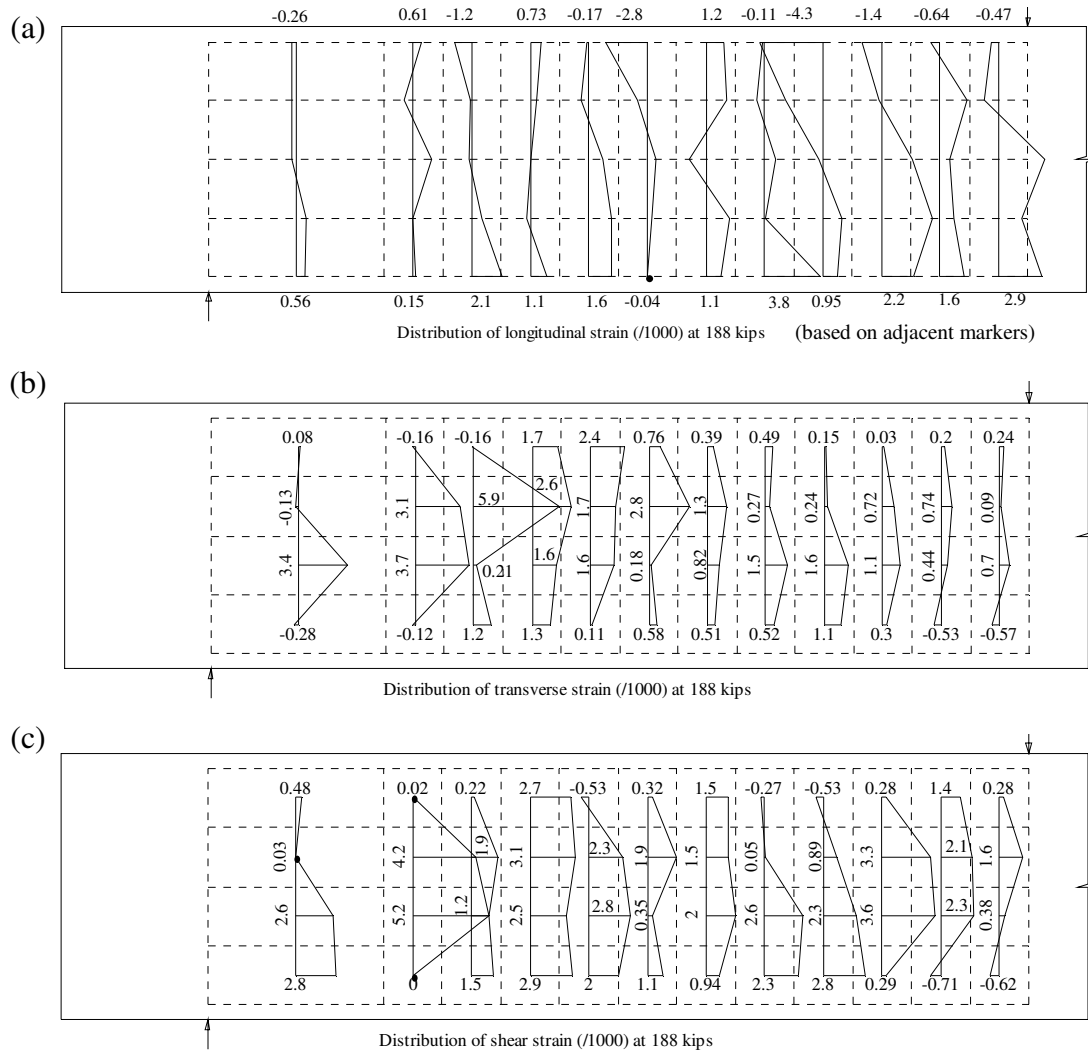 (a)
-0.26 0.61 -1.2 0.73 -0.17 -2.8 1.2 -0.11 -4.3 -1.4 -0.64 -0.47
0.56 0.15 2.1 1.1 1.6 -0.04 1.1 3.8 0.95 2.2 1.6 2.9
Distribution of longitudinal strain (/1000) at 188 kips (based on adjacent markers)
(b)
0.08 -0.16 -0.16 1.7 2.4 0.76 0.39 0.49 0.15 0.03 0.2 0.24
-0.13 3.1 5.9 2.6 1.7 2.8 1.3 0.27 0.24 0.72 0.74 0.09
3.4 3.7 0.21 1.6 1.6 0.18 0.82 1.5 1.6 1.1 0.44 0.7
-0.28 -0.12 1.2 1.3 0.11 0.58 0.51 0.52 1.1 0.3 -0.53 -0.57
Distribution of transverse strain (/1000) at 188 kips
(c)
0.48 0.02 0.22 2.7 -0.53 0.32 1.5 -0.27 -0.53 0.28 1.4 0.28
0.03 4.2 1.9 3.1 2.3 1.9 1.5 0.05 0.89 3.3 2.1 1.6
2.6 5.2 1.2 2.5 2.8 0.35 2 2.6 2.3 3.6 2.3 0.38
2.8 0 1.5 2.9 2 1.1 0.94 2.3 2.8 0.29 -0.71 -0.62
Distribution of shear strain (/1000) at 188 kips